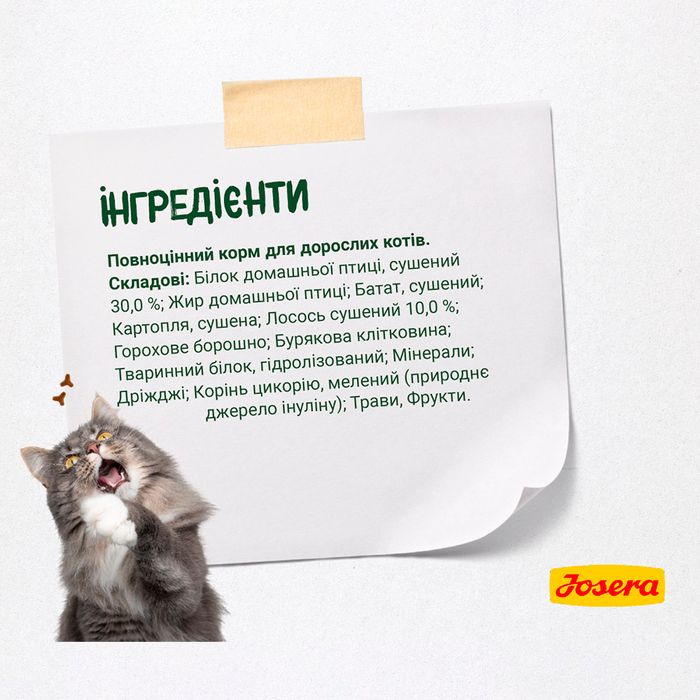 ІНГРЕДІЄНТИ
Повноцінний корм для дорослих котів.
Складові: Білок домашньої птиці, сушений
30,0 %; Жир домашньої птиці; Батат, сушений;
Картопля, сушена; Лосось сушений 10,0 %;
Горохове борошно; Бурякова клітковина;
Тваринний білок, гідролізований; Мінерали;
Дріжджі; Корінь цикорію, мелений (природнє
джерело інуліну); Трави, Фрукти.
Josera